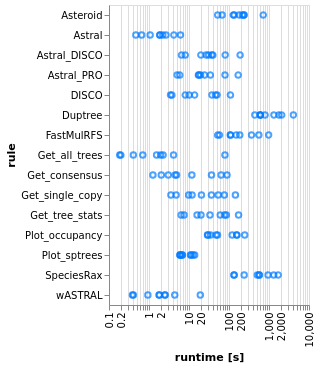 Asteroid
Astral
Astral_DISCO
Astral_PRO
DISCO
Duptree
FastMulRFS
Get_all_trees
Get_consensus
Get_single_copy
Get_tree_stats
Plot_occupancy
Plot_sptrees
SpeciesRax
wASTRAL
rule
0.1
0.2
1
2
10
20
100
200
1,000
2,000
10,000
runtime [s]